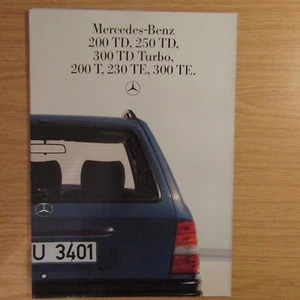 Mercedes-Benz
200 TD, 250 TD,
300 TD Turbo,
200 T, 230 TE, 300 TE.
U 3401